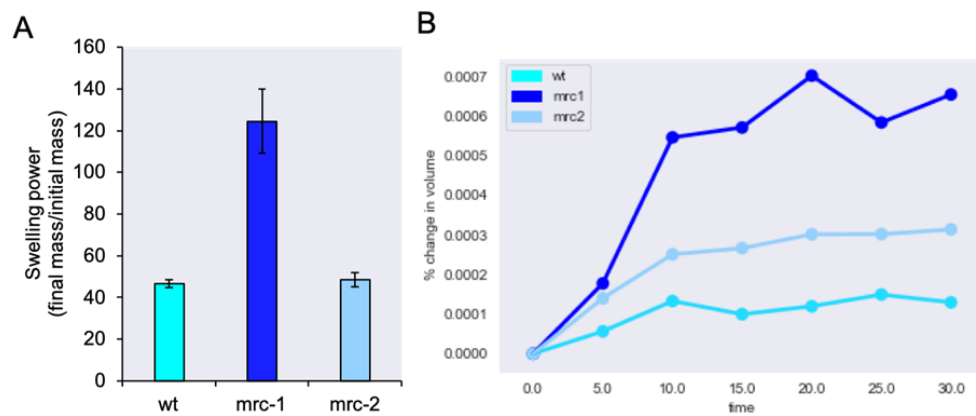 A
Swelling power
(final mass/initial mass)
160
140
120
100
80
60
40
20
0
wt
mrc-1
mrc-2
B
wt
mrc1
mrc2
% change in volume
0.0007
0.0006
0.0005
0.0004
0.0003
0.0002
0.0001
0.0000
0.0
5.0
10.0
15.0
20.0
25.0
30.0
time